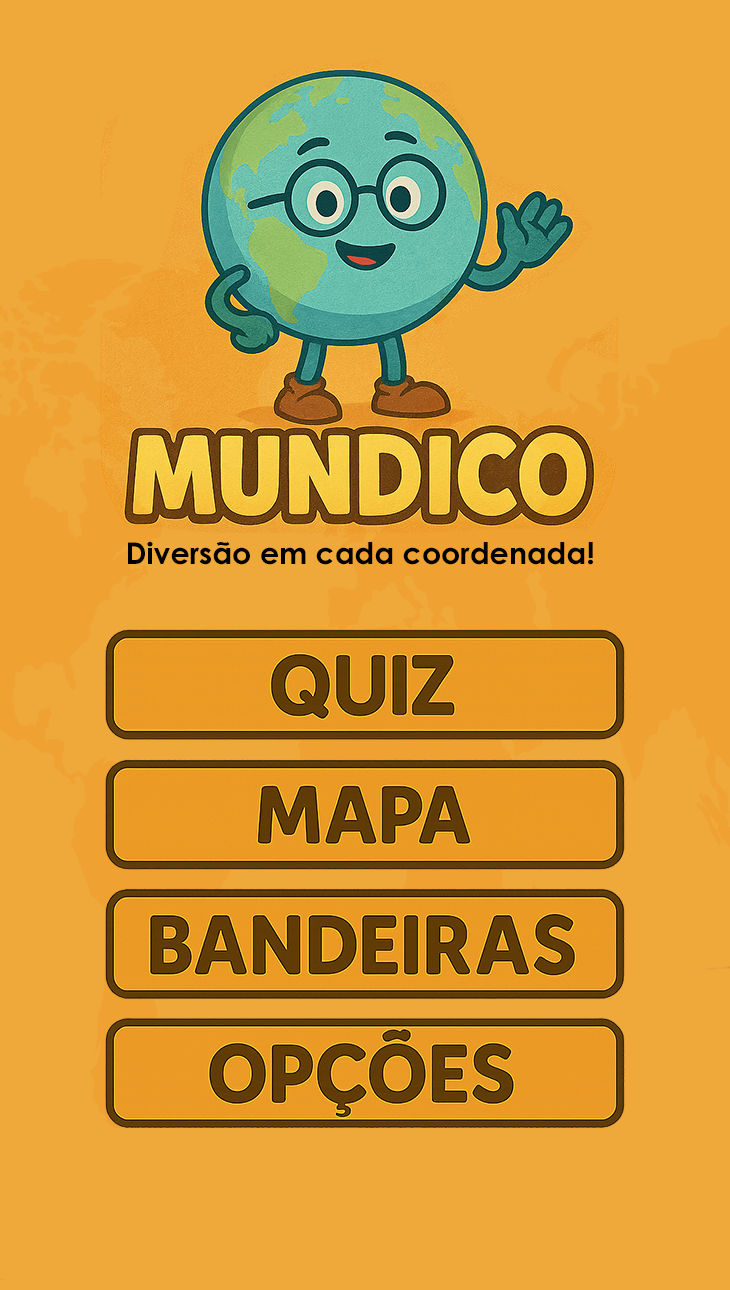 MUNDICO
Diversão em cada coordenada!
QUIZ
MAPA
BANDEIRAS
OPÇÕES